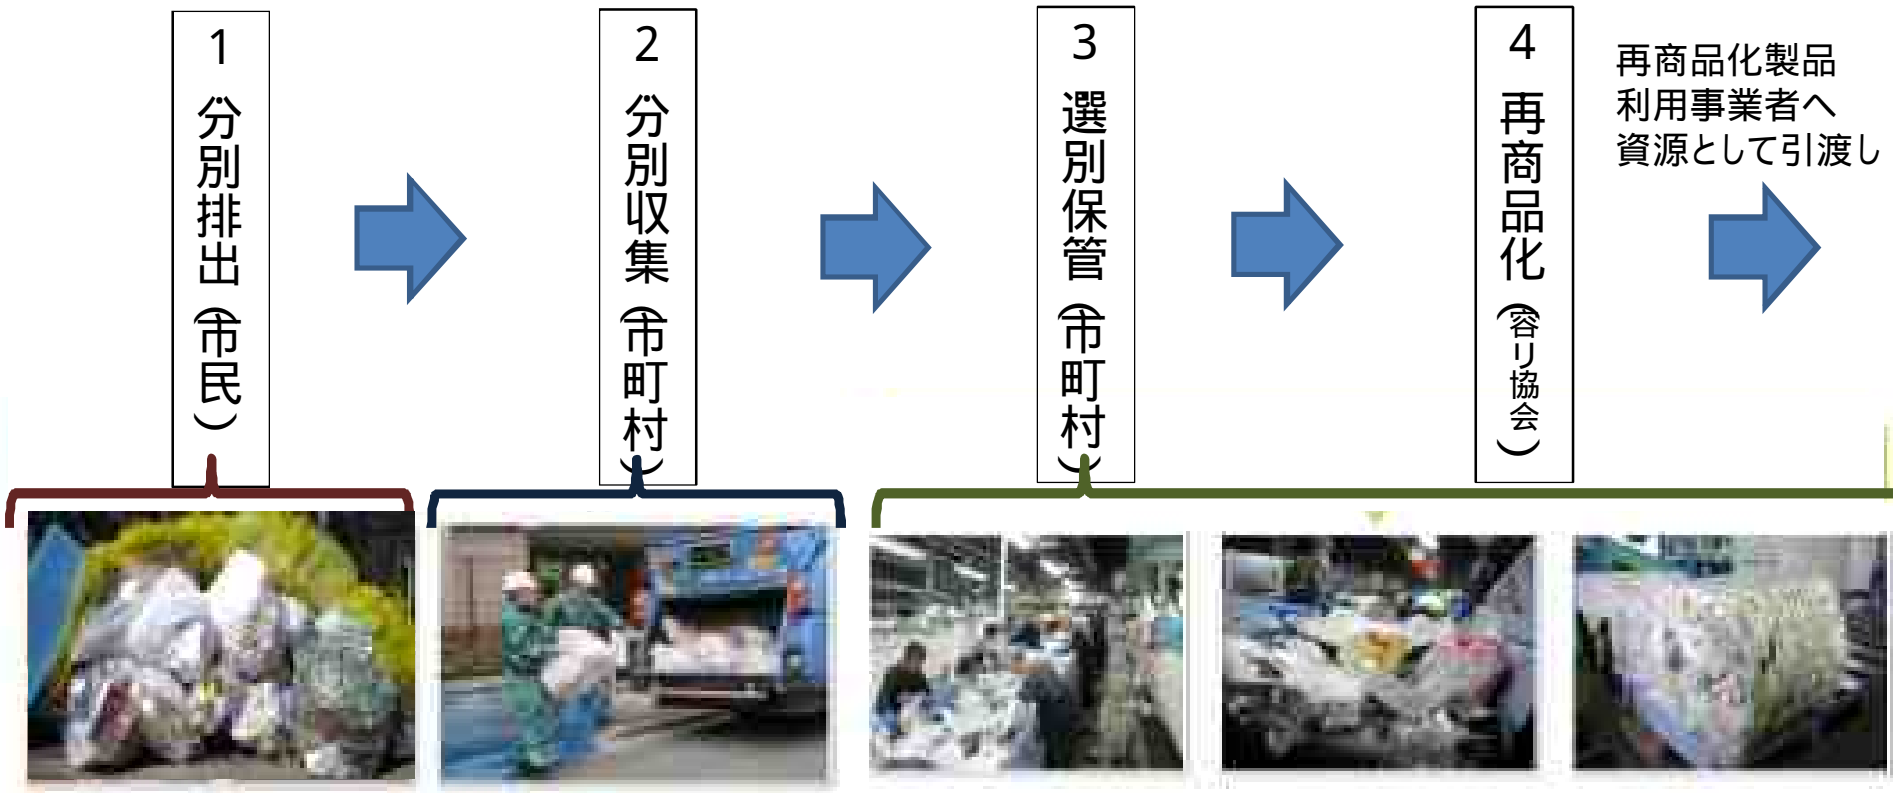 1 分別排出（市民）
2 分別収集（市町村）
3 選別保管（市町村）
4 再商品化（容リ協会）
再商品化製品
利用事業者へ
資源として引渡し